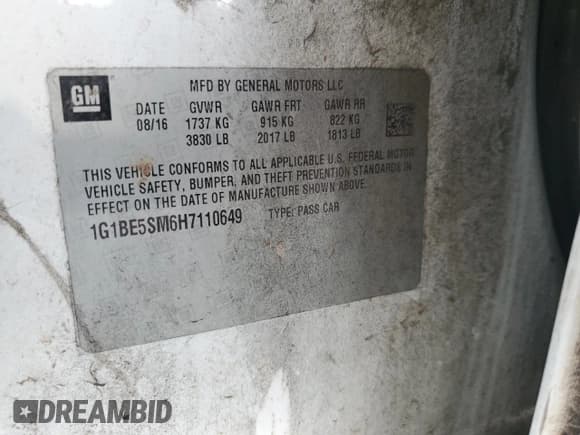 GM
MFD BY GENERAL MOTORS LLC
DATE GVWR GAWR FRT GAWR RR
08/16 1737 KG 915 KG 822 KG
3830 LB 2017 LB 1813 LB
THIS VEHICLE CONFORMS TO ALL APPLICABLE U.S. FEDERAL MOTOR
VEHICLE SAFETY, BUMPER, AND THEFT PREVENTION STANDARDS IN
EFFECT ON THE DATE OF MANUFACTURE SHOWN ABOVE.
1G1BE5SM6H7110649 TYPE: PASS CAR
DREAMBID